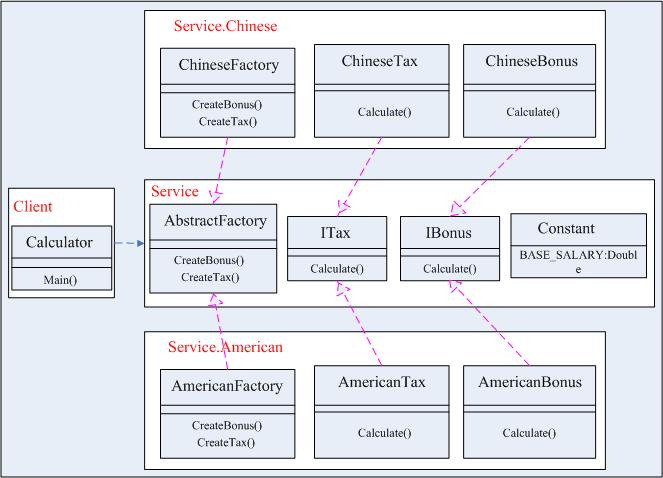 Service.Chinese
ChineseFactory
CreateBonus()
CreateTax()
ChineseTax
Calculate()
ChineseBonus
Calculate()
Client
Calculator
Main()
Service
AbstractFactory
CreateBonus()
CreateTax()
ITax
Calculate()
IBonus
Calculate()
Constant
BASE_SALARY:Doubl
e
Service.American
AmericanFactory
CreateBonus()
CreateTax()
AmericanTax
Calculate()
AmericanBonus
Calculate()